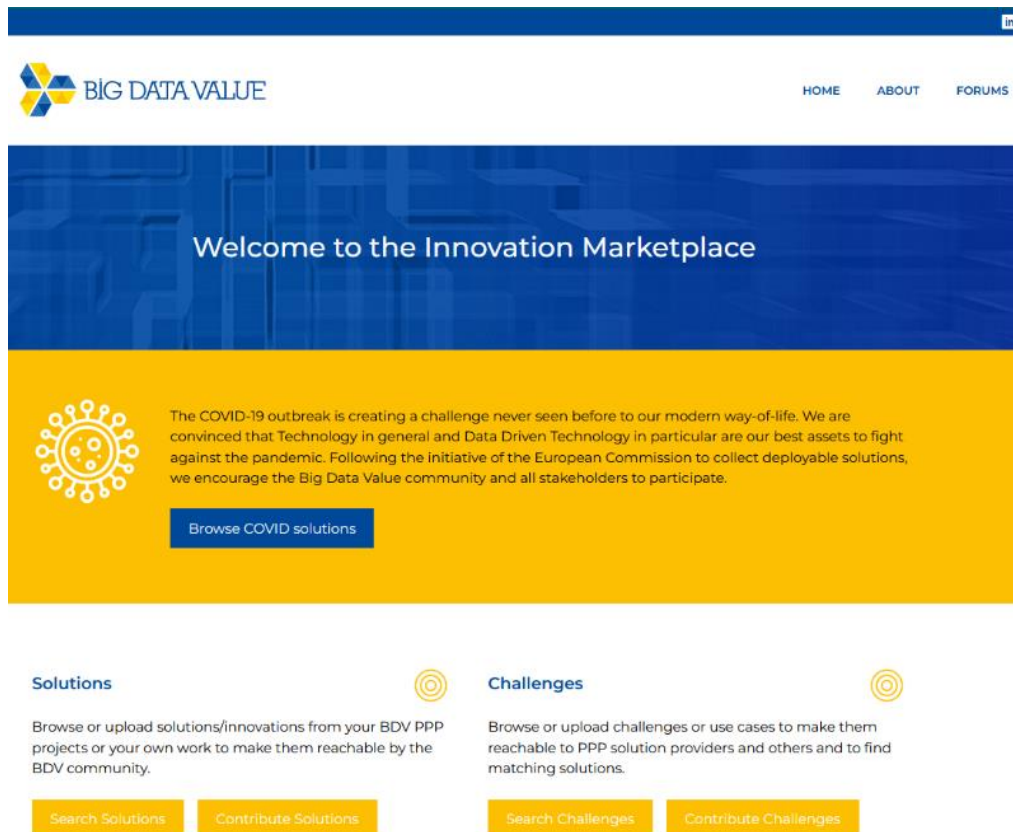 in
BIG DATA VALUE
HOME ABOUT FORUMS
Welcome to the Innovation Marketplace
The COVID-19 outbreak is creating a challenge never seen before to our modern way-of-life. We are
convinced that Technology in general and Data Driven Technology in particular are our best assets to fight
against the pandemic. Following the initiative of the European Commission to collect deployable solutions,
we encourage the Big Data Value community and all stakeholders to participate.
Browse COVID solutions
Solutions
Browse or upload solutions/innovations from your BDV PPP
projects or your own work to make them reachable by the
BDV community.
Search Solutions Contribute Solutions
Challenges
Browse or upload challenges or use cases to make them
reachable to PPP solution providers and others and to find
matching solutions.
Search Challenges Contribute Challenges